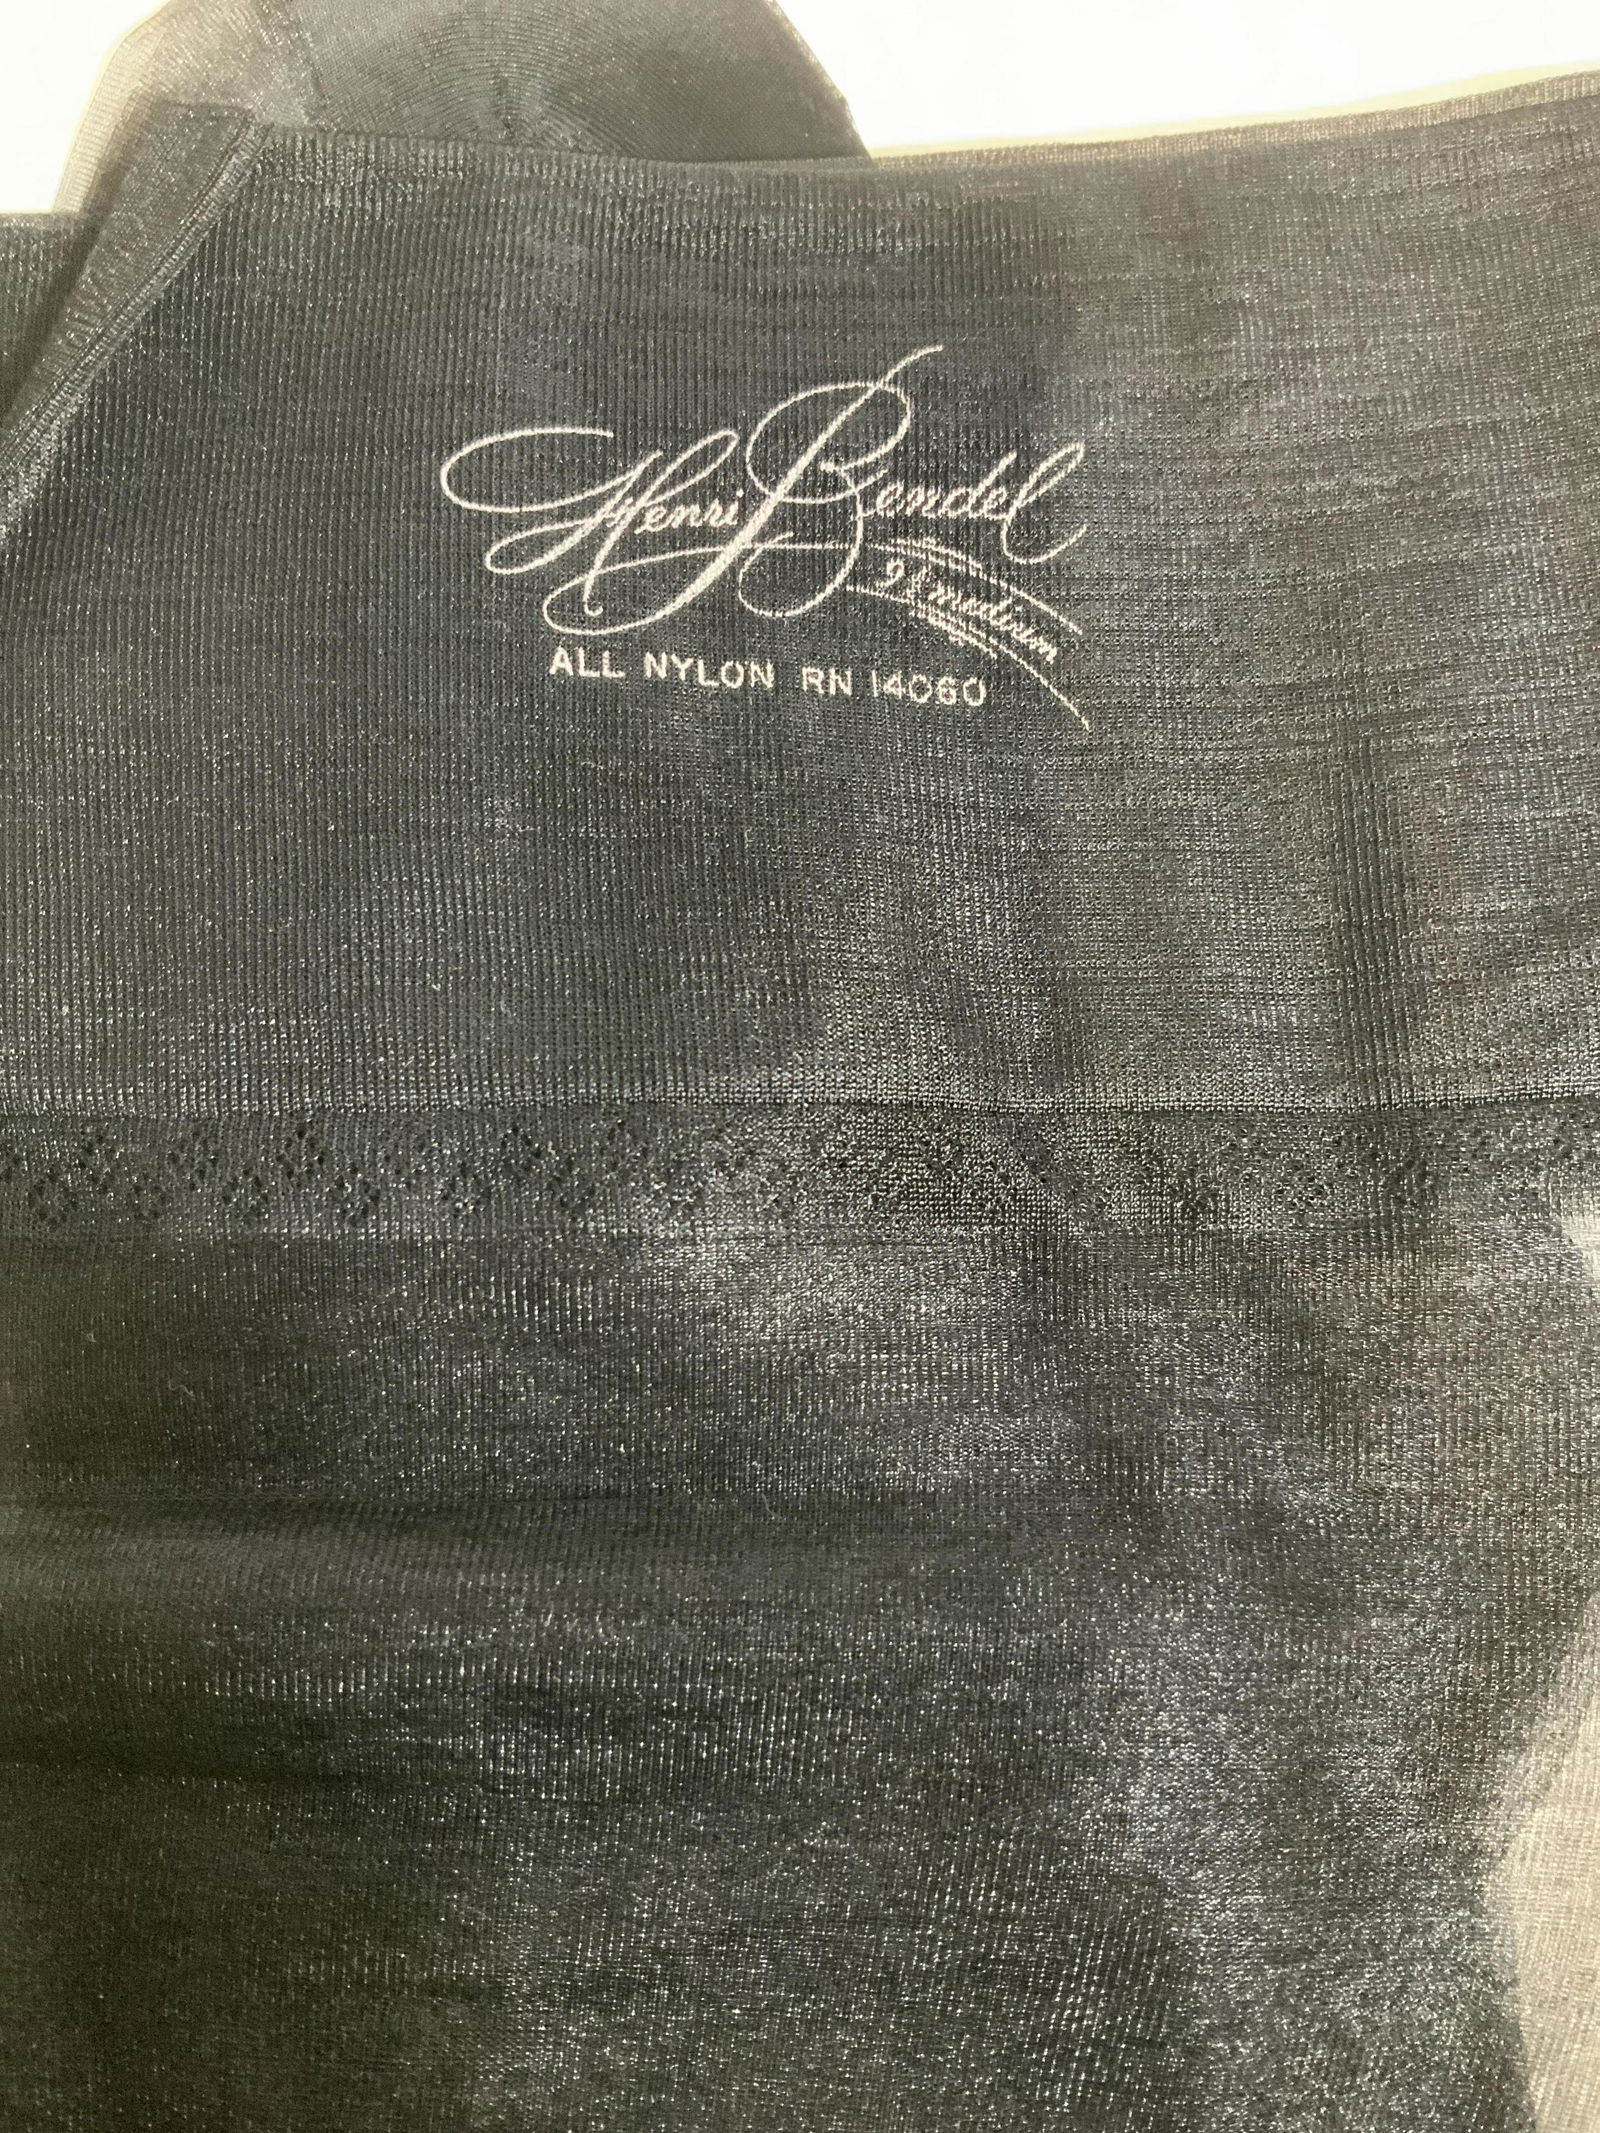 Henri Bendel
9½ medium
ALL NYLON RN 14060